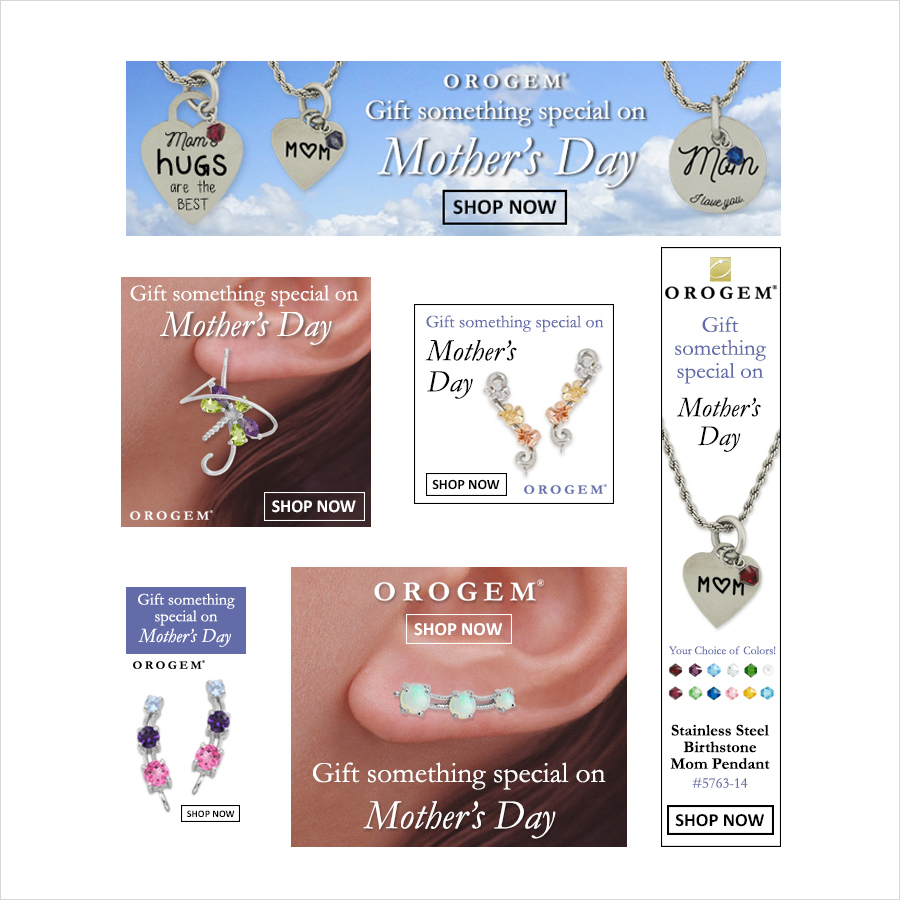 OROGEM®
Gift something special on
Mother's Day
SHOP NOW
Mom's
hUGS
are the
BEST
M♡M
Mom
I love you.
Gift something special on
Mother's Day
OROGEM®
SHOP NOW
Gift something special on
Mother's
Day
SHOP NOW
OROGEM®
OROGEM®
Gift
something
special on
Mother's
Day
M♡M
Your Choice of Colors!
Stainless Steel
Birthstone
Mom Pendant
#5763-14
SHOP NOW
Gift something
special on
Mother's Day
OROGEM®
SHOP NOW
OROGEM®
SHOP NOW
Gift something special on
Mother's Day